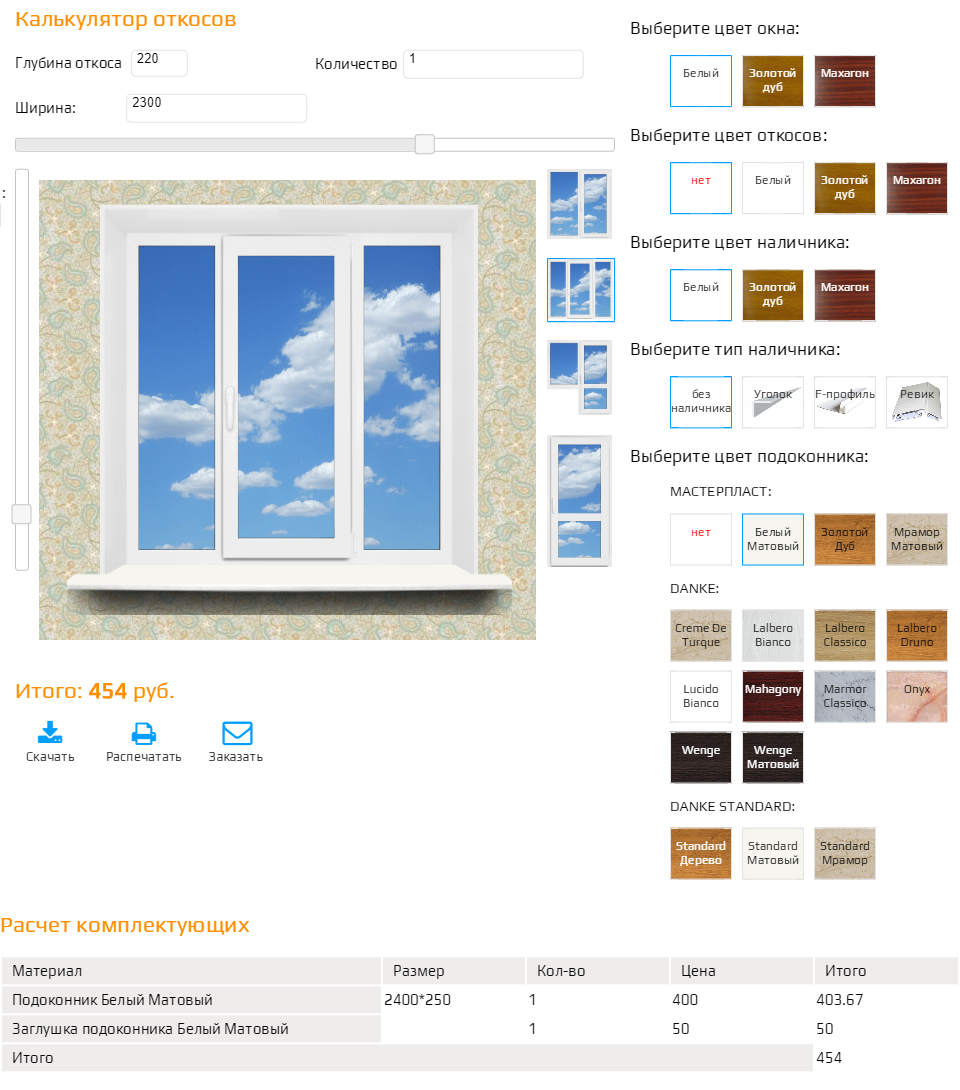 Калькулятор откосов
Глубина откоса 220 Количество 1
Ширина: 2300
:
Выберите цвет окна:
Белый
Золотой дуб
Махагон
Выберите цвет откосов:
нет
Белый
Золотой дуб
Махагон
Выберите цвет наличника:
Белый
Золотой дуб
Махагон
Выберите тип наличника:
без наличника
Уголок
F-профиль
Ревик
Выберите цвет подоконника:
МАСТЕРПЛАСТ:
нет
Белый Матовый
Золотой Дуб
Мрамор Матовый
DANKE:
Creme De Turque
Lalbero Bianco
Lalbero Classico
Lalbero Druno
Lucido Bianco
Mahagony
Marmor Classico
Onyx
Wenge
Wenge Матовый
DANKE STANDARD:
Standard Дерево
Standard Матовый
Standard Мрамор
Итого: 454 руб.
Скачать Распечатать Заказать
Расчет комплектующих
Материал Размер Кол-во Цена Итого
Подоконник Белый Матовый 2400*250 1 400 403.67
Заглушка подоконника Белый Матовый 1 50 50
Итого 454